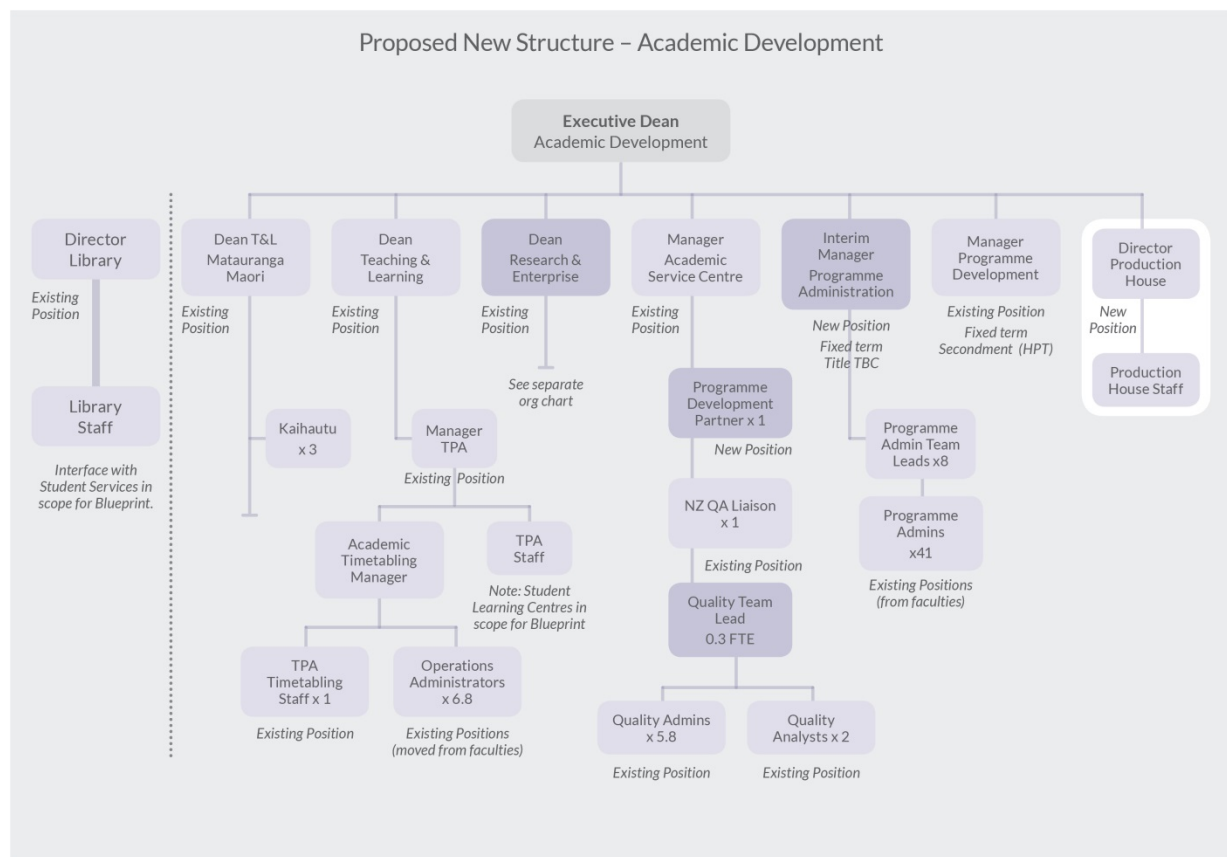 Proposed New Structure – Academic Development
Executive Dean
Academic Development
Director
Library
Existing
Position
Library
Staff
Interface with
Student Services in
scope for Blueprint.
Dean T&L
Matauranga
Maori
Existing
Position
Kaihautu
x 3
Dean
Teaching &
Learning
Existing
Position
Manager
TPA
Existing Position
Academic
Timetabling
Manager
TPA
Staff
Note: Student
Learning Centres in
scope for Blueprint
TPA
Timetabling
Staff x 1
Existing Position
Operations
Administrators
x 6.8
Existing Positions
(moved from faculties)
Dean
Research &
Enterprise
Existing
Position
See separate
org chart
Manager
Academic
Service Centre
Existing
Position
Programme
Development
Partner x 1
New Position
NZ QA Liaison
x 1
Existing Position
Quality Team
Lead
0.3 FTE
Quality Admins
x 5.8
Existing Position
Quality
Analysts x 2
Existing Position
Interim
Manager
Programme
Administration
New Position
Fixed term
Title TBC
Programme
Admin Team
Leads x8
Programme
Admins
x41
Existing Positions
(from faculties)
Manager
Programme
Development
Existing Position
Fixed term
Secondment (HPT)
Director
Production
House
New
Position
Production
House Staff